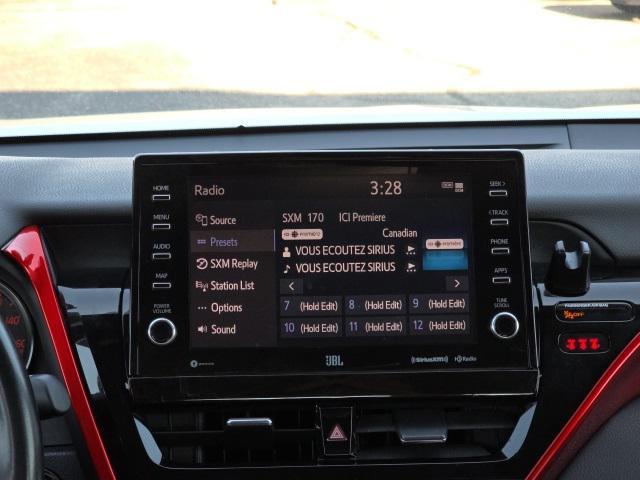 Radio 3:28
HOME
MENU
AUDIO
MAP
POWER
VOLUME
Source
Presets
SXM Replay
Station List
Options
Sound
SXM 170 ICI Premiere
Canadian
VOUS ECOUTEZ SIRIUS
VOUS ECOUTEZ SIRIUS
7 (Hold Edit) 8 (Hold Edit) 9 (Hold Edit)
10 (Hold Edit) 11 (Hold Edit) 12 (Hold Edit)
SEEK >
< TRACK
PHONE
APPS
TUNE
SCROLL
JBL
SiriusXM
HD Radio
OFF